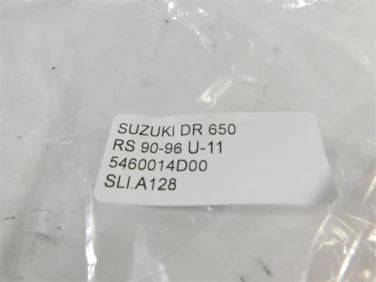 SUZUKI DR 650
RS 90-96 U-11
5460014D00
SLI.A128